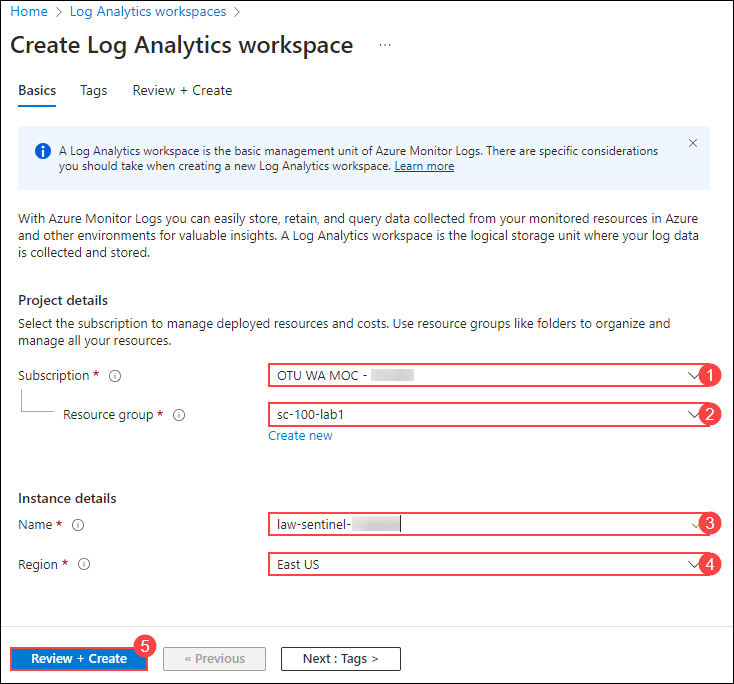 Home > Log Analytics workspaces >
Create Log Analytics workspace ...
Basics Tags Review + Create
A Log Analytics workspace is the basic management unit of Azure Monitor Logs. There are specific considerations
you should take when creating a new Log Analytics workspace. Learn more
With Azure Monitor Logs you can easily store, retain, and query data collected from your monitored resources in Azure
and other environments for valuable insights. A Log Analytics workspace is the logical storage unit where your log data
is collected and stored.
Project details
Select the subscription to manage deployed resources and costs. Use resource groups like folders to organize and
manage all your resources.
Subscription * OTU WA MOC - 1
Resource group * sc-100-lab1 2
Create new
Instance details
Name * law-sentinel- 3
Region * East US 4
5
Review + Create « Previous Next : Tags >